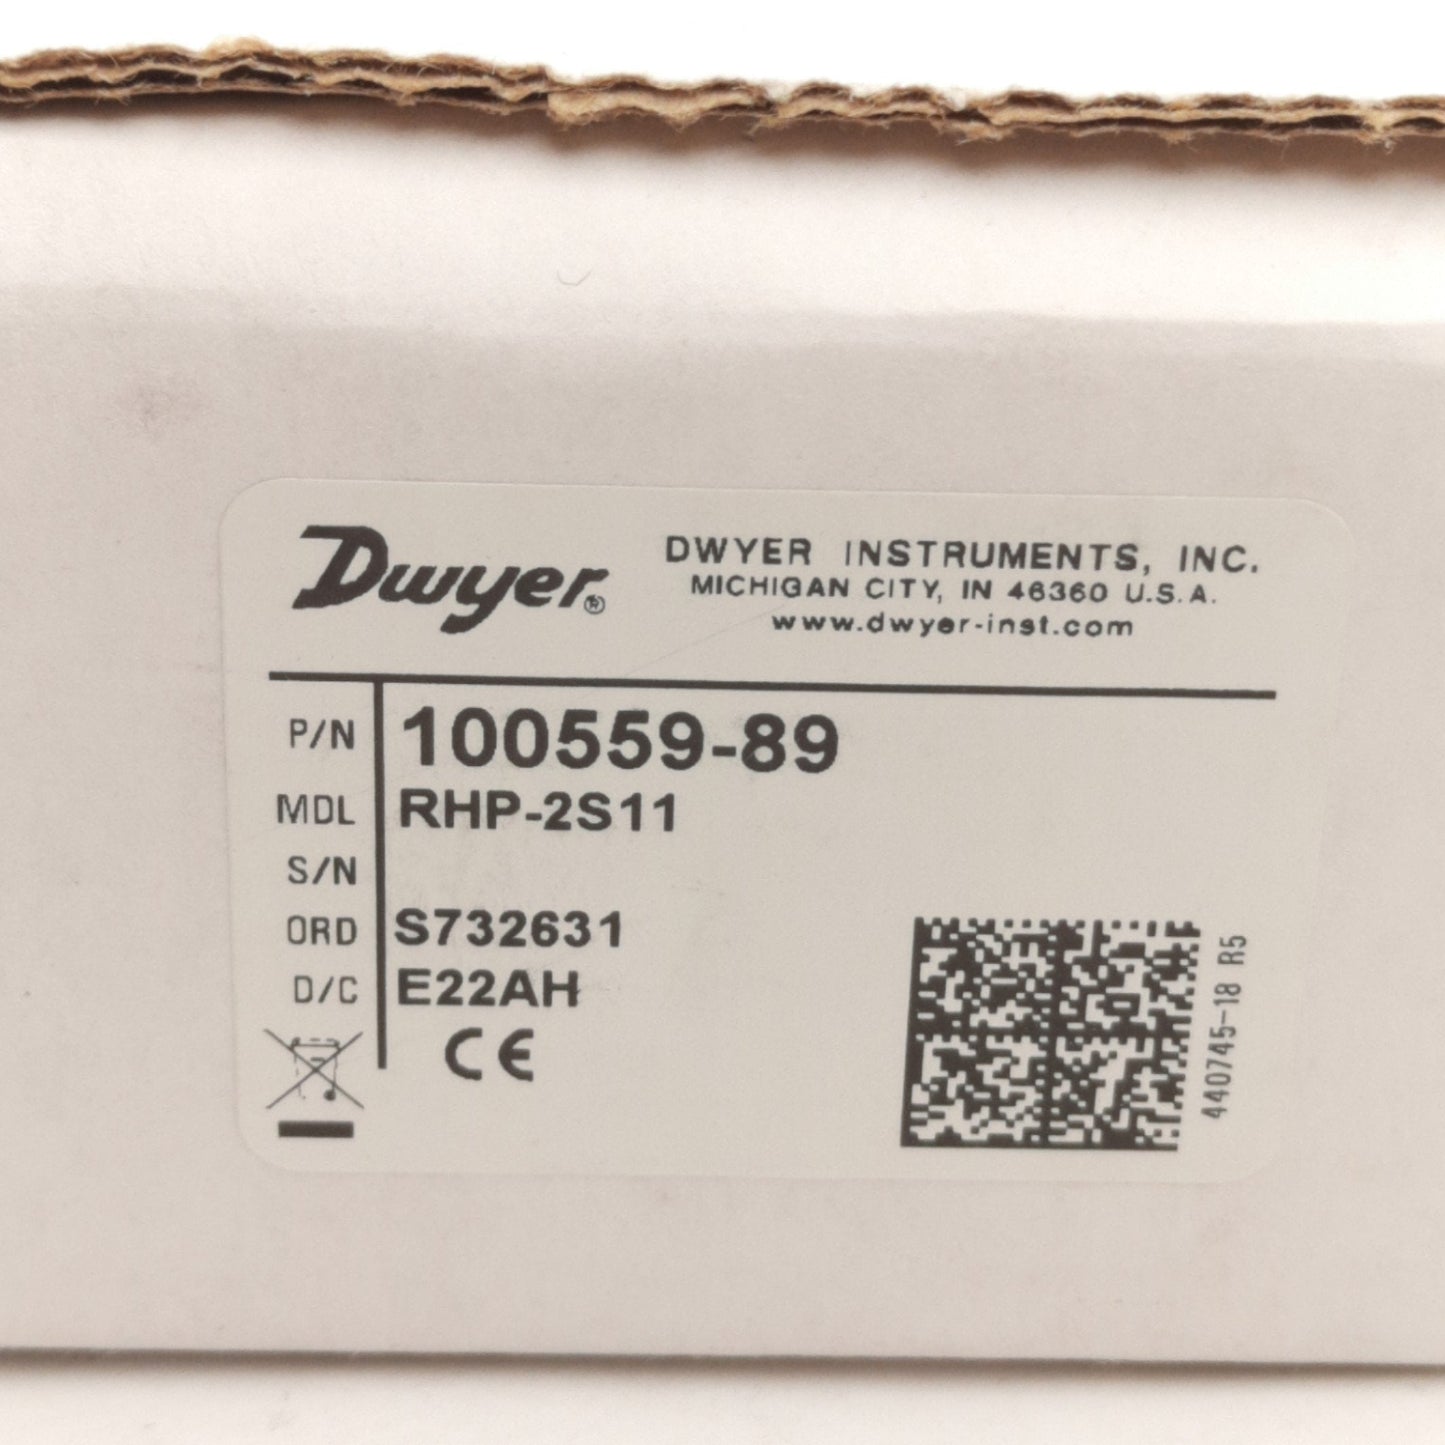 Dwyer®
DWYER INSTRUMENTS, INC.
MICHIGAN CITY, IN 46360 U.S.A.
www.dwyer-inst.com
P/N 100559-89
MDL RHP-2S11
S/N
ORD S732631
D/C E22AH
CE
440745-18 R5